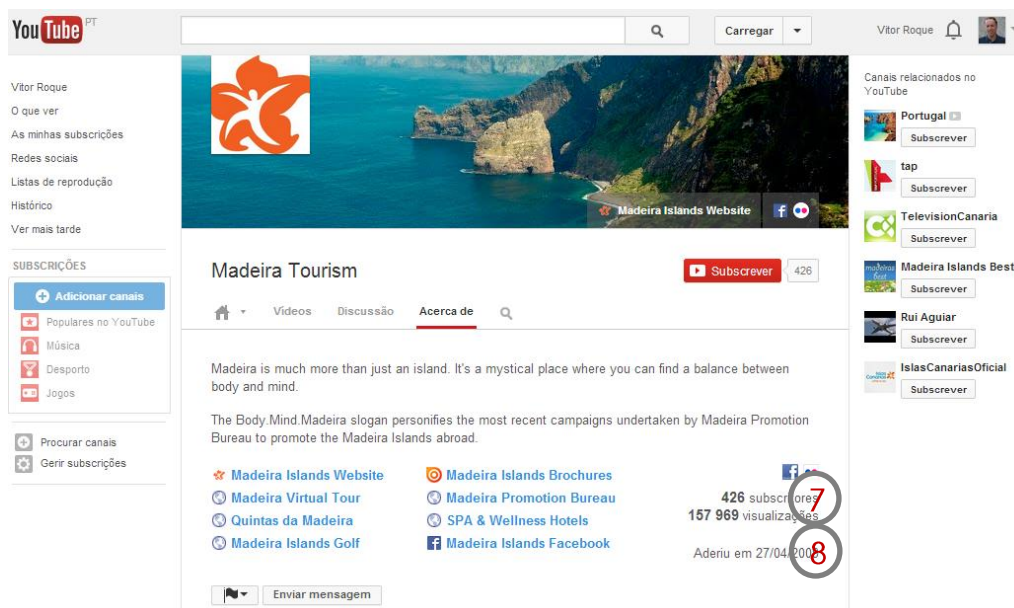 YouTube PT
Carregar
Vitor Roque
Vitor Roque
O que ver
As minhas subscrições
Redes sociais
Listas de reprodução
Histórico
Ver mais tarde
SUBSCRIÇÕES
Adicionar canais
Populares no YouTube
Música
Desporto
Jogos
Procurar canais
Gerir subscrições
Madeira Islands Website
Madeira Tourism
Subscrever 426
Vídeos Discussão Acerca de
Madeira is much more than just an island. It's a mystical place where you can find a balance between
body and mind.
The Body.Mind.Madeira slogan personifies the most recent campaigns undertaken by Madeira Promotion
Bureau to promote the Madeira Islands abroad.
Madeira Islands Website Madeira Islands Brochures
Madeira Virtual Tour Madeira Promotion Bureau 426 subscritores
Quintas da Madeira SPA & Wellness Hotels 157 969 visualizações
7
Madeira Islands Golf Madeira Islands Facebook
Aderiu em 27/04/
8
Enviar mensagem
Canais relacionados no
YouTube
Portugal
Subscrever
tap
Subscrever
TelevisionCanaria
Subscrever
Madeira Islands Best
Subscrever
Rui Aguiar
Subscrever
IslasCanariasOficial
Subscrever